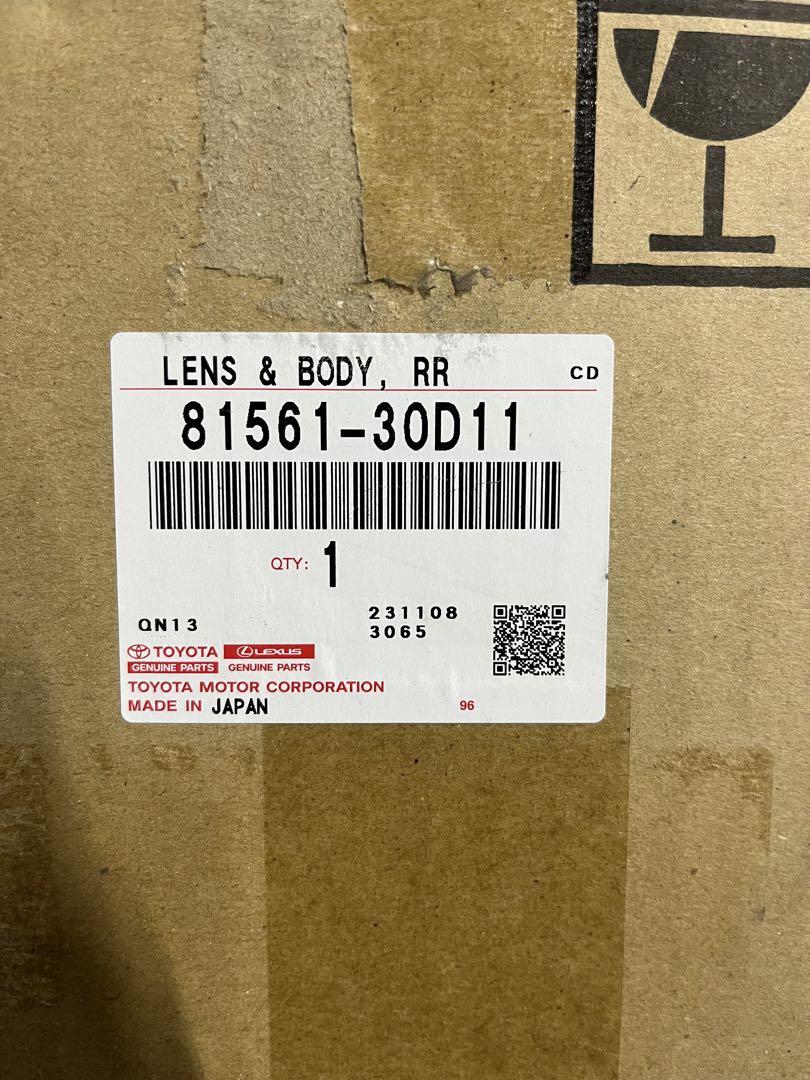 LENS & BODY, RR CD
81561-30D11
QTY: 1
QN13
231108
3065
TOYOTA LEXUS
GENUINE PARTS GENUINE PARTS
TOYOTA MOTOR CORPORATION
MADE IN JAPAN 96